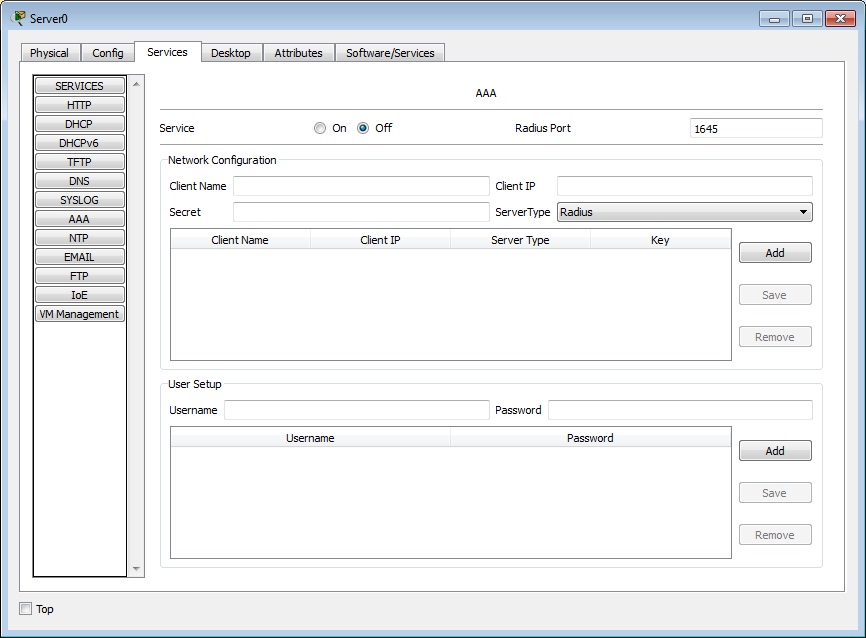 Server0
Physical Config Services Desktop Attributes Software/Services
SERVICES
HTTP
DHCP
DHCPv6
TFTP
DNS
SYSLOG
AAA
NTP
EMAIL
FTP
IoE
VM Management
AAA
Service On Off Radius Port 1645
Network Configuration
Client Name Client IP
Secret ServerType Radius
Client Name Client IP Server Type Key
Add
Save
Remove
User Setup
Username Password
Username Password
Add
Save
Remove
Top